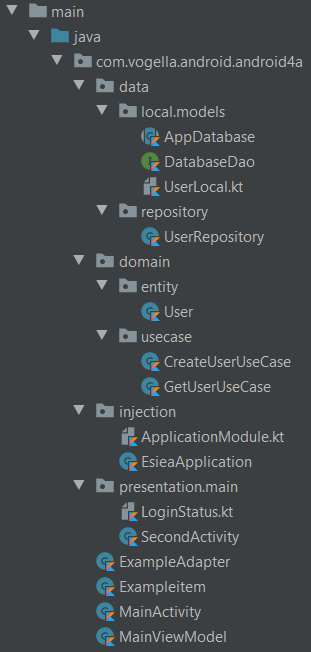 main
java
com.vogella.android.android4a
data
local.models
AppDatabase
DatabaseDao
UserLocal.kt
repository
UserRepository
domain
entity
User
usecase
CreateUserUseCase
GetUserUseCase
injection
ApplicationModule.kt
EsieaApplication
presentation.main
LoginStatus.kt
SecondActivity
ExampleAdapter
Exampleitem
MainActivity
MainViewModel